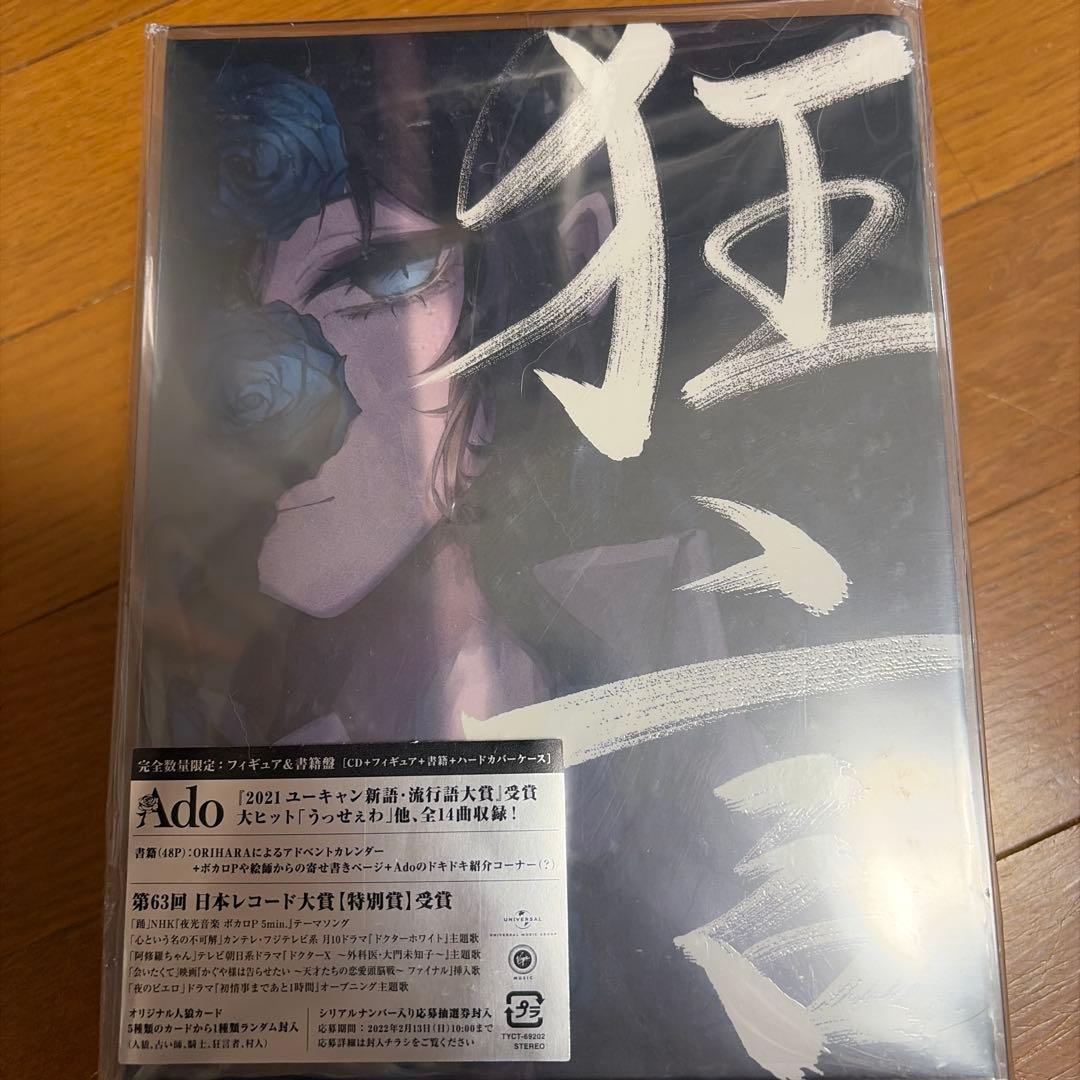 狂言
完全数量限定：フィギュア＆書籍盤［CD+フィギュア+書籍+ハードカバーケース］
Ado
『2021 ユーキャン新語・流行語大賞』受賞
大ヒット「うっせぇわ」他、全14曲収録！
書籍(48P)：ORIHARAによるアドベントカレンダー
+ボカロPや絵師からの寄せ書きページ+Adoのドキドキ紹介コーナー(？)
第63回 日本レコード大賞【特別賞】受賞
「踊」NHK『夜光音楽 ボカロP 5min.』テーマソング
「心という名の不可解」カンテレ・フジテレビ系 月10ドラマ『ドクターホワイト』主題歌
「阿修羅ちゃん」テレビ朝日系ドラマ『ドクターX ～外科医・大門未知子～』主題歌
「会いたくて」映画『かぐや様は告らせたい ～天才たちの恋愛頭脳戦～ ファイナル』挿入歌
「夜のピエロ」ドラマ『初情事まであと1時間』オープニング主題歌
UNIVERSAL
UNIVERSAL MUSIC GROUP
Virgin
MUSIC
オリジナル人狼カード
5種類のカードから1種類ランダム封入
(人狼、占い師、騎士、狂言者、村人)
シリアルナンバー入り応募抽選券封入
応募期間：2022年2月13日(日)10:00まで
応募詳細は封入チラシをご覧ください
プラ
TYCT-69202
STEREO